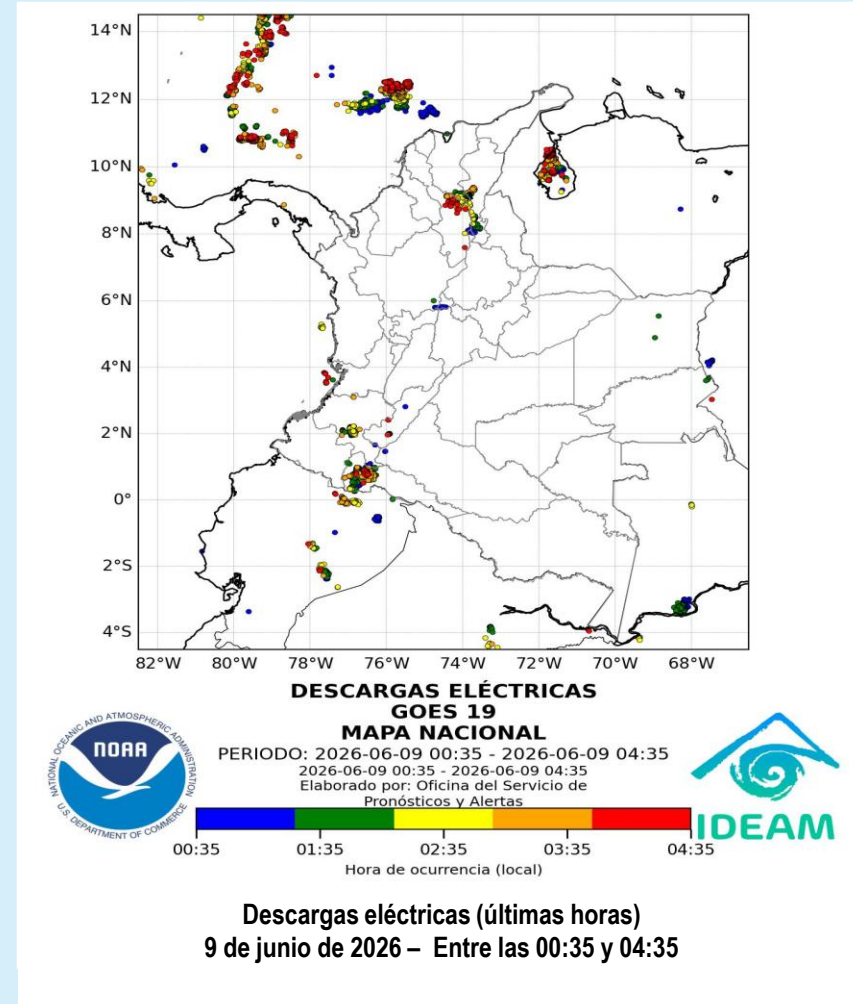 14°N
12°N
10°N
8°N
6°N
4°N
2°N
0°
2°S
4°S
82°W 80°W 78°W 76°W 74°W 72°W 70°W 68°W
DESCARGAS ELÉCTRICAS
GOES 19
MAPA NACIONAL
PERIODO: 2026-06-09 00:35 - 2026-06-09 04:35
2026-06-09 00:35 - 2026-06-09 04:35
Elaborado por: Oficina del Servicio de
Pronósticos y Alertas
NATIONAL OCEANIC AND ATMOSPHERIC ADMINISTRATION
NOAA
U.S. DEPARTMENT OF COMMERCE
IDEAM
00:35 01:35 02:35 03:35 04:35
Hora de ocurrencia (local)
Descargas eléctricas (últimas horas)
9 de junio de 2026 – Entre las 00:35 y 04:35